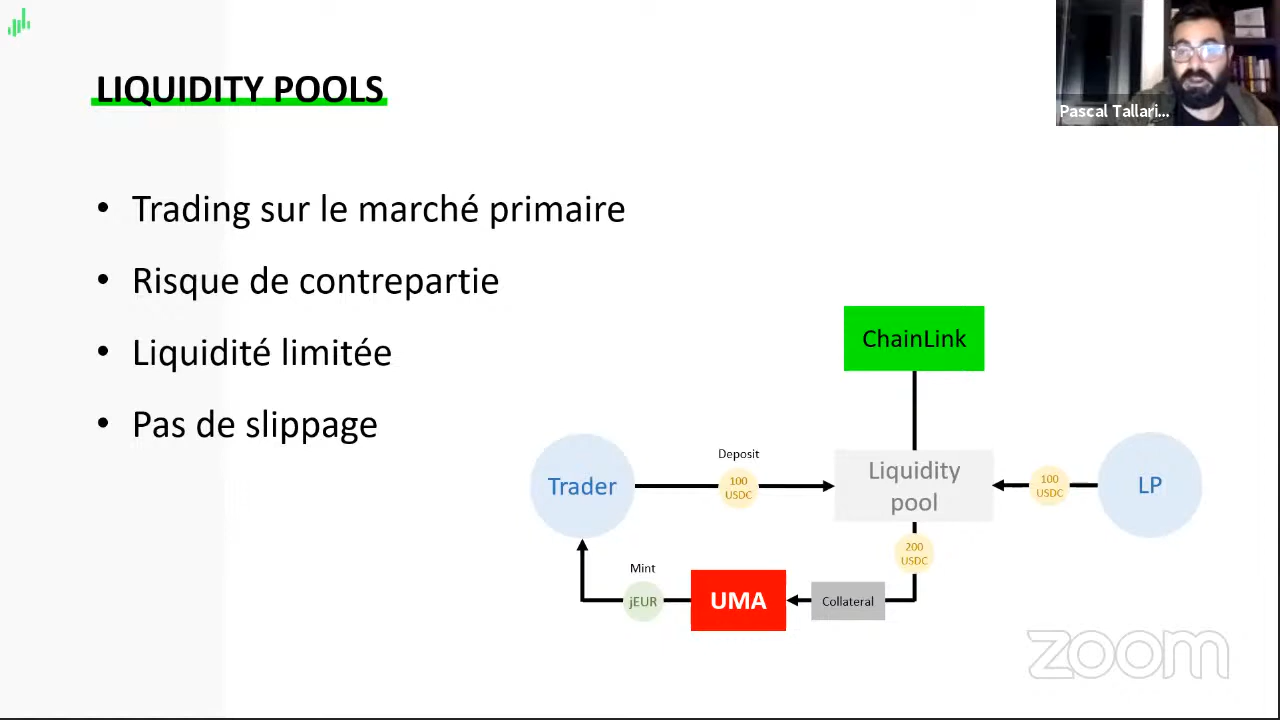 LIQUIDITY POOLS
Pascal Tallari...
• Trading sur le marché primaire
• Risque de contrepartie
• Liquidité limitée
• Pas de slippage
ChainLink
Deposit
Trader
100
USDC
Liquidity
pool
100
USDC
LP
200
USDC
Mint
jEUR
UMA
Collateral
zoom